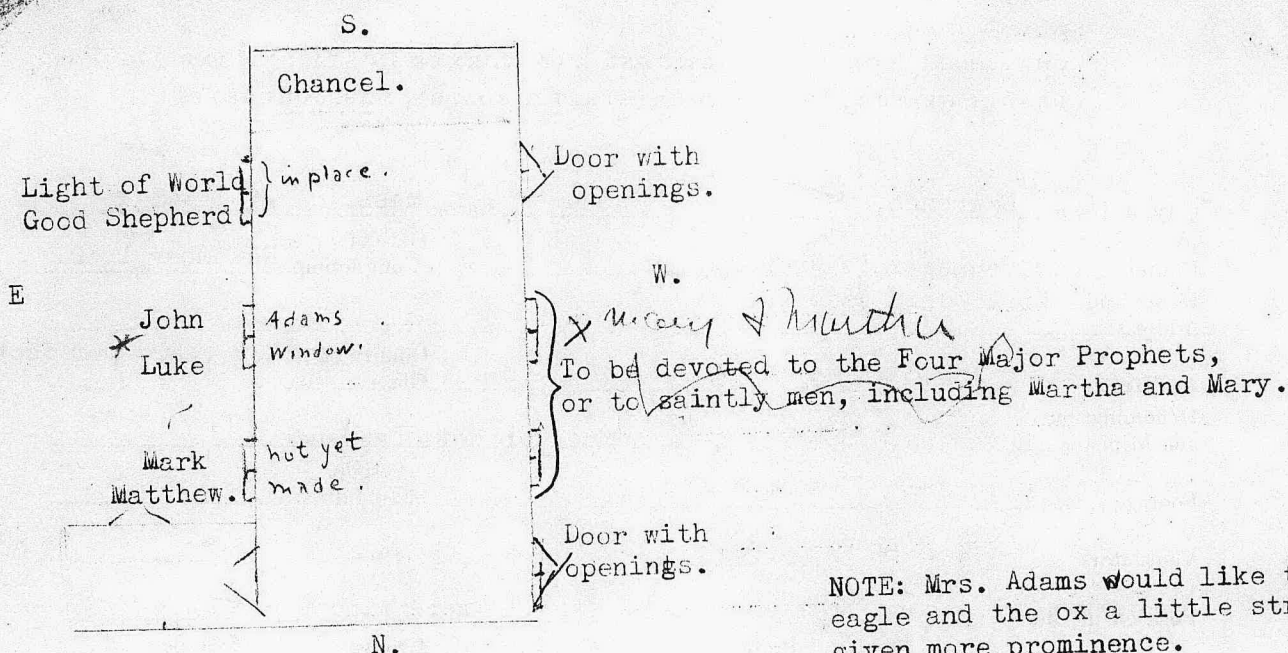 S.
Chancel.
Light of World
Good Shepherd
in place.
Door with
openings.
E
W.
John
Luke
Adams
Window.
x Mary & Martha
To be devoted to the Four Major Prophets,
or to saintly men, including Martha and Mary.
Mark
Matthew.
not yet
made.
Door with
openings.
N.
NOTE: Mrs. Adams would like
eagle and the ox a little
given more prominence.